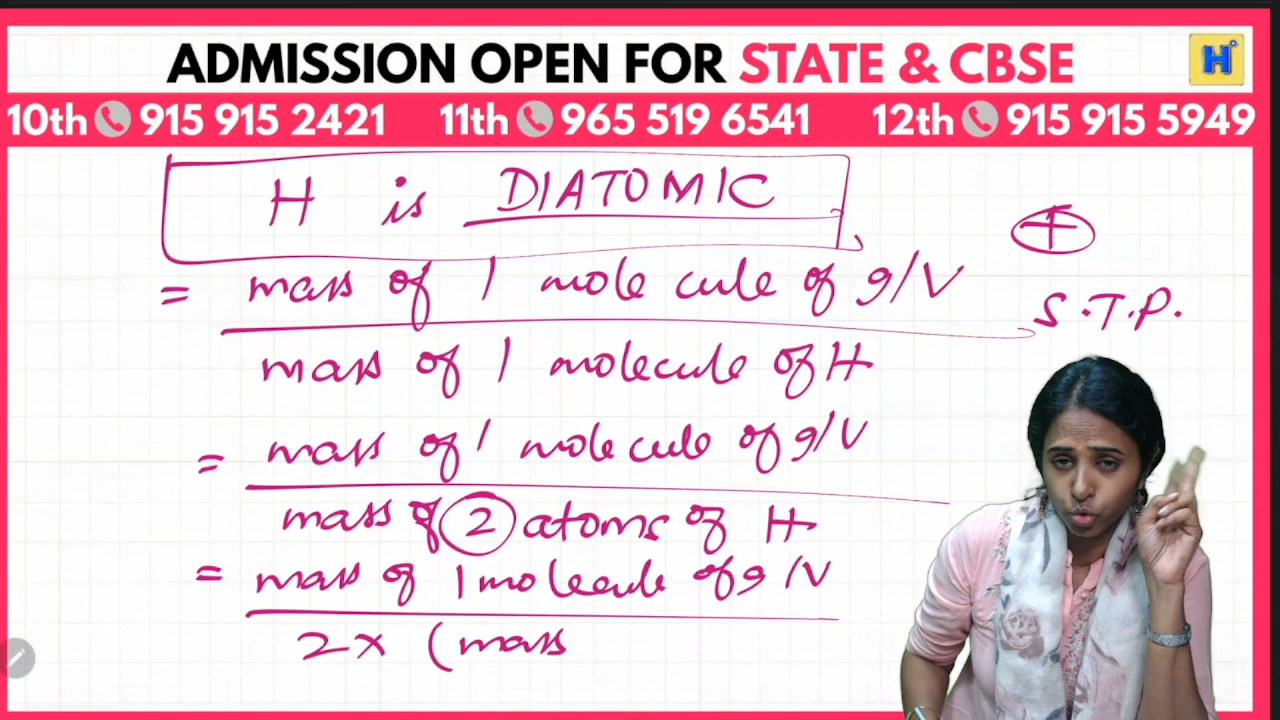 ADMISSION OPEN FOR STATE & CBSE
H
10th 915 915 2421 11th 965 519 6541 12th 915 915 5949
H is DIATOMIC
+
= mass of 1 molecule of g/V
S.T.P.
mass of 1 molecule of H
= mass of 1 molecule of g/V
mass of 2 atoms of H
= mass of 1 molecule of g/V
2x (mass